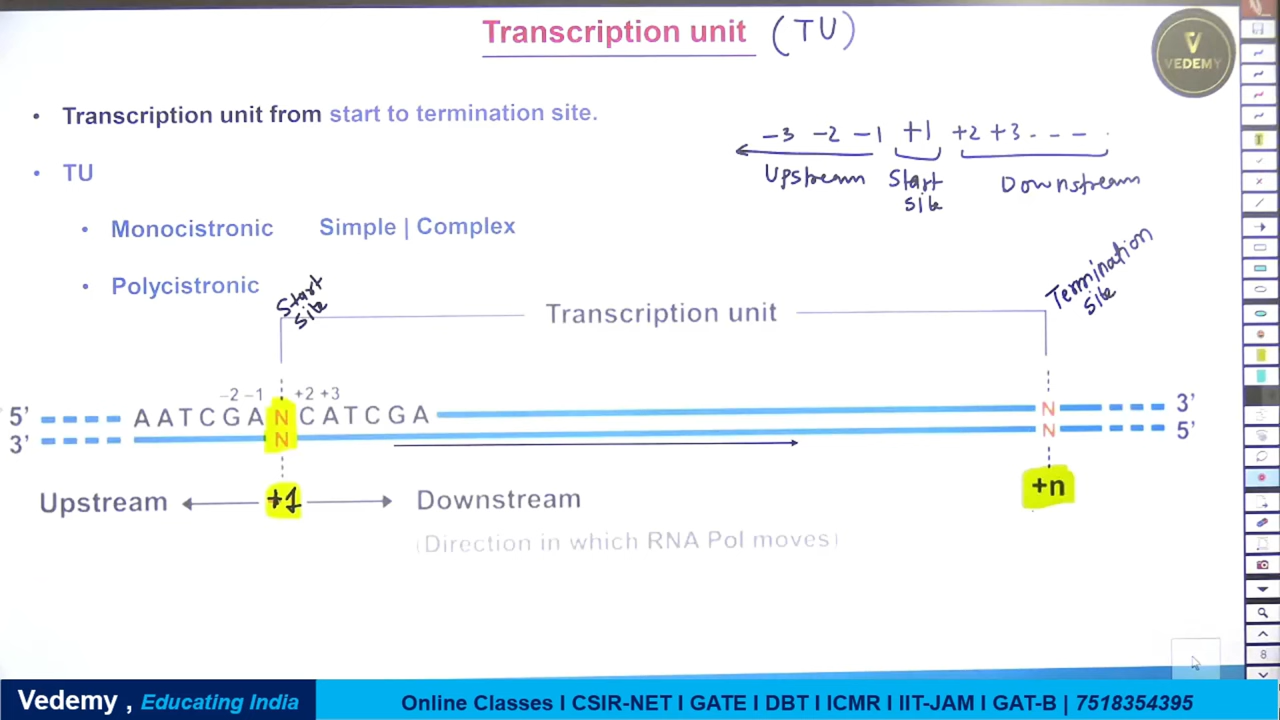 Transcription unit (TU)
V
VEDEMY
• Transcription unit from start to termination site.
-3 -2 -1 +1 +2 +3 - - - -
Upstream Start site Downstream
• TU
• Monocistronic Simple | Complex
• Polycistronic
Start site
Termination site
Transcription unit
-2 -1 +2 +3
5' AATCGANCATCGA N 3'
3' N N 5'
+1 +n
Upstream Downstream
(Direction in which RNA Pol moves)
8
Vedemy , Educating India
Online Classes I CSIR-NET I GATE I DBT I ICMR I IIT-JAM I GAT-B | 7518354395